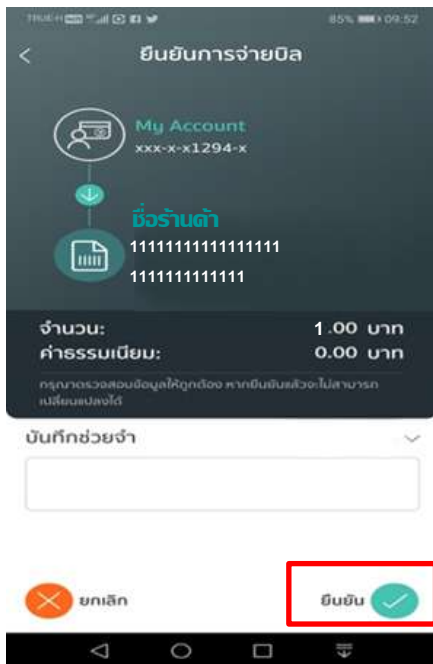 TRUE-H 85% 09:52
< ยืนยันการจ่ายบิล
My Account
xxx-x-x1294-x
ชื่อร้านค้า
11111111111111111
1111111111111
จำนวน: 1.00 บาท
ค่าธรรมเนียม: 0.00 บาท
กรุณาตรวจสอบข้อมูลให้ถูกต้อง หากยืนยันแล้วจะไม่สามารถ
เปลี่ยนแปลงได้
บันทึกช่วยจำ
ยกเลิก ยืนยัน